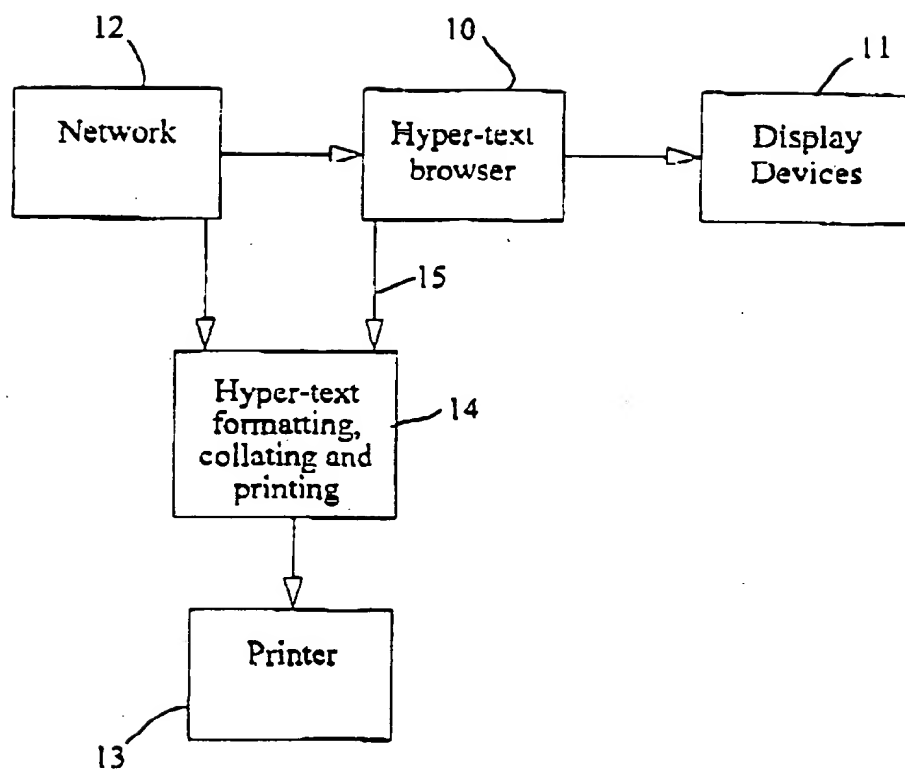 12
10
11
Network
Hyper-text
browser
Display
Devices
15
Hyper-text
formatting,
collating and
printing
14
Printer
13